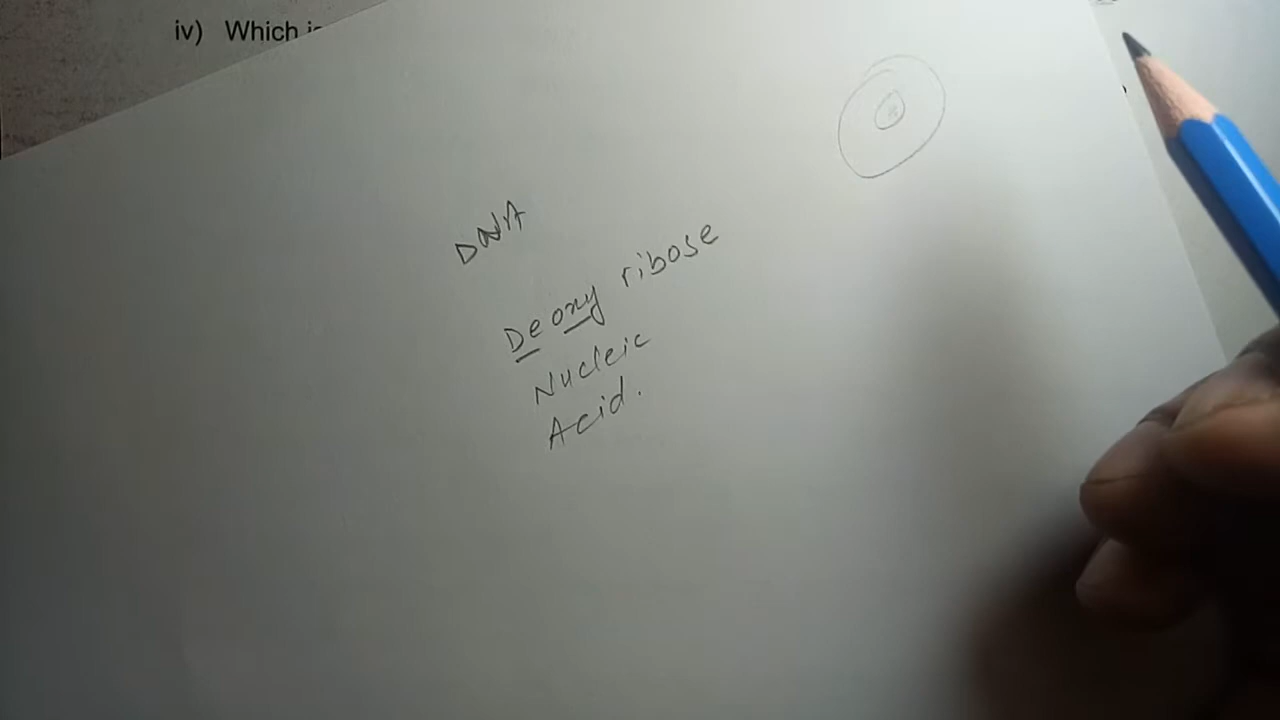 iv) Which
DNA
Deoxy ribose
Nucleic
Acid.